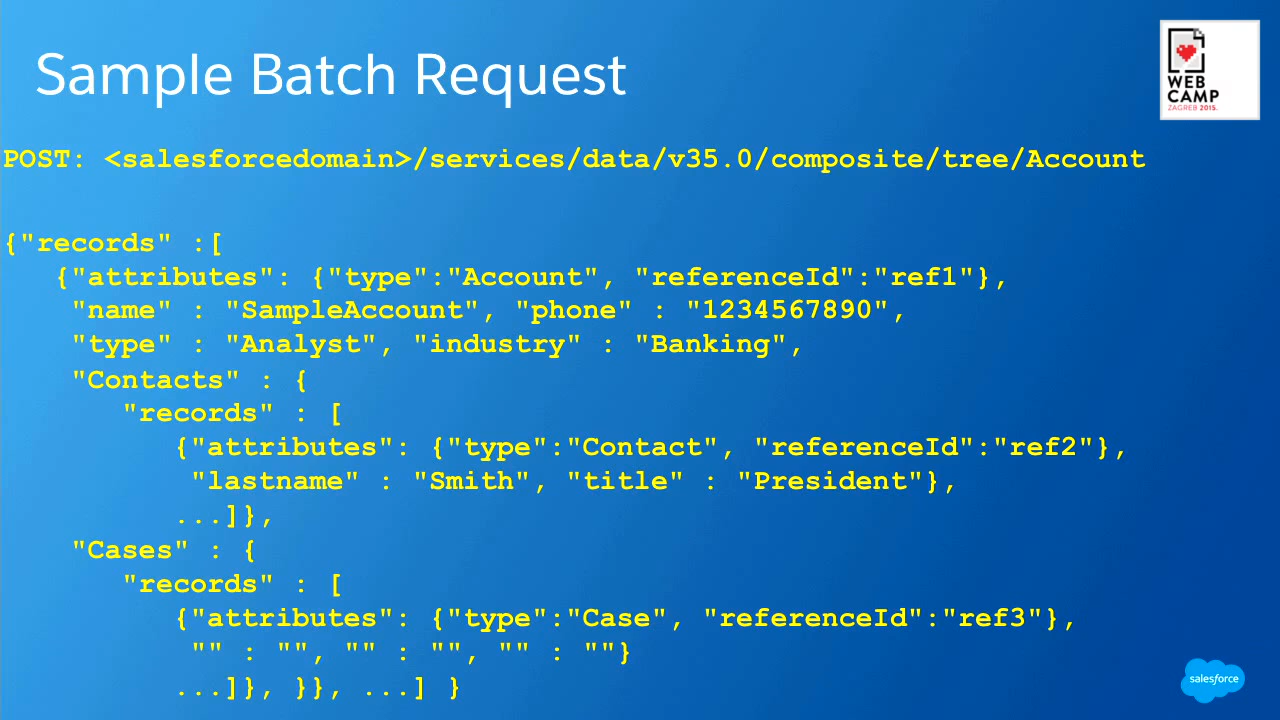 Sample Batch Request
WEB
CAMP
ZAGREB 2015.
POST: <salesforcedomain>/services/data/v35.0/composite/tree/Account
{"records" :[
{"attributes": {"type":"Account", "referenceId":"ref1"},
"name" : "SampleAccount", "phone" : "1234567890",
"type" : "Analyst", "industry" : "Banking",
"Contacts" : {
"records" : [
{"attributes": {"type":"Contact", "referenceId":"ref2"},
"lastname" : "Smith", "title" : "President"},
...]},
"Cases" : {
"records" : [
{"attributes": {"type":"Case", "referenceId":"ref3"},
"" : "", "" : "", "" : ""}
...]}, }}, ...] }
salesforce